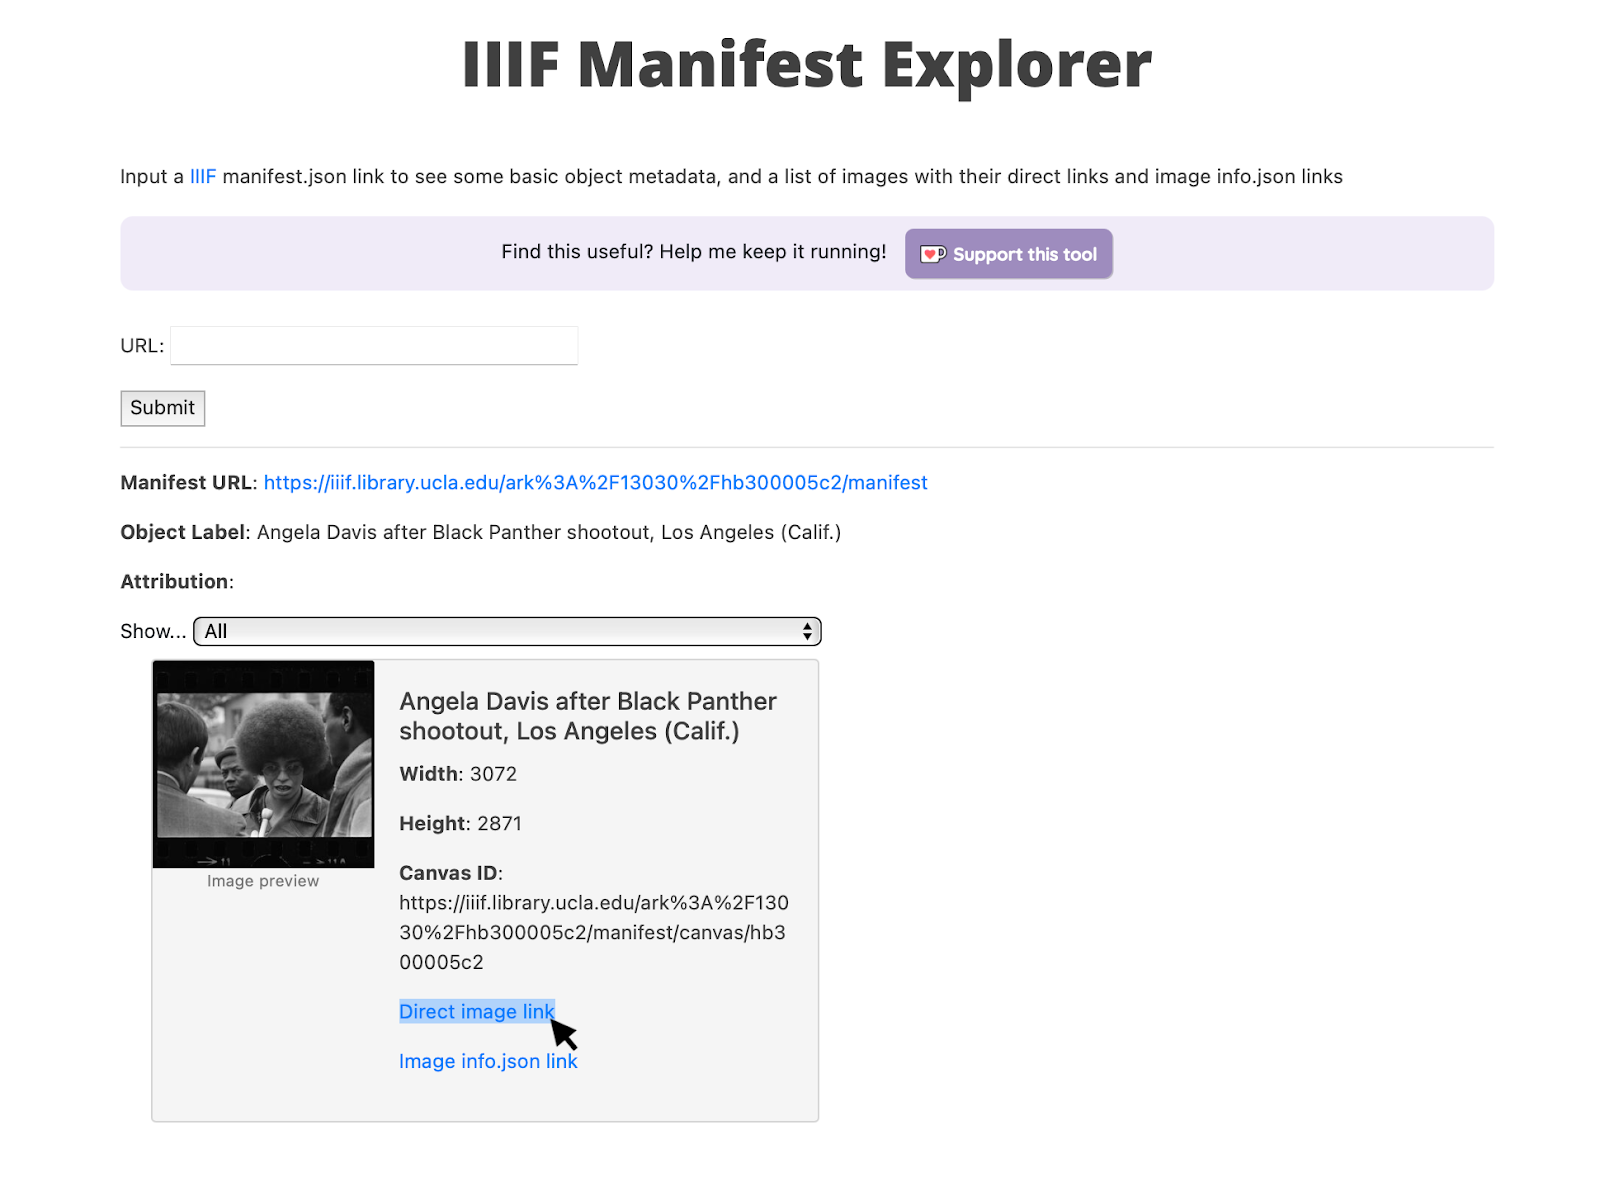 IIIF Manifest Explorer
Input a IIIF manifest.json link to see some basic object metadata, and a list of images with their direct links and image info.json links
Find this useful? Help me keep it running!
Support this tool
URL:
Submit
Manifest URL: https://iiif.library.ucla.edu/ark%3A%2F13030%2Fhb300005c2/manifest
Object Label: Angela Davis after Black Panther shootout, Los Angeles (Calif.)
Attribution:
Show... All
Image preview
Angela Davis after Black Panther
shootout, Los Angeles (Calif.)
Width: 3072
Height: 2871
Canvas ID:
https://iiif.library.ucla.edu/ark%3A%2F130
30%2Fhb300005c2/manifest/canvas/hb3
00005c2
Direct image link
Image info.json link